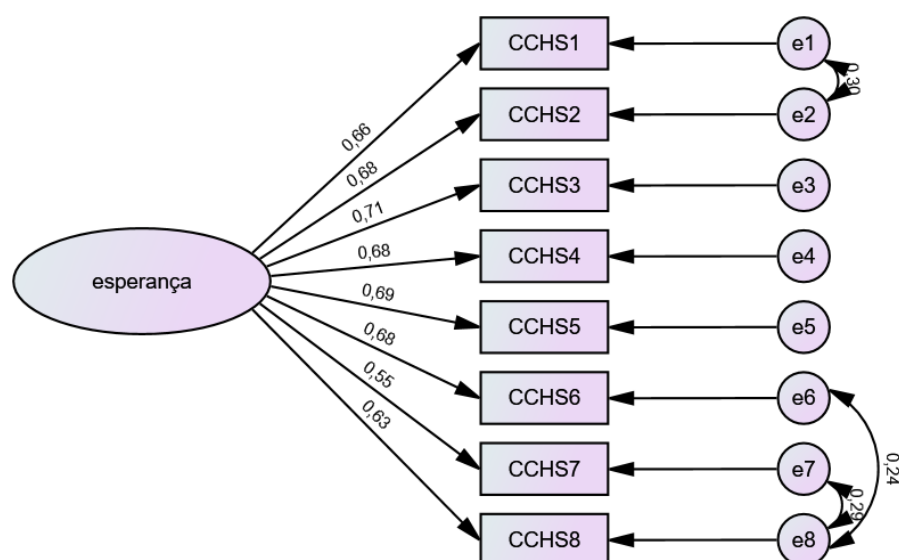 CCHS1
e1
0,30
0,66
CCHS2
e2
0,68
CCHS3
e3
0,71
CCHS4
e4
0,68
esperança
CCHS5
e5
0,69
CCHS6
e6
0,68
CCHS7
e7
0,55
0,24
0,29
CCHS8
e8
0,63